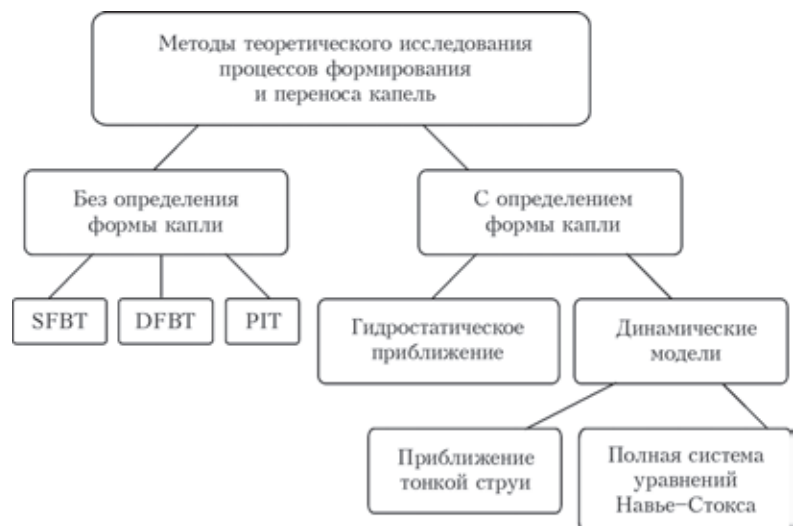 Методы теоретического исследования
процессов формирования
и переноса капель
Без определения
формы капли
С определением
формы капли
SFBT
DFBT
PIT
Гидростатическое
приближение
Динамические
модели
Приближение
тонкой струи
Полная система
уравнений
Навье–Стокса